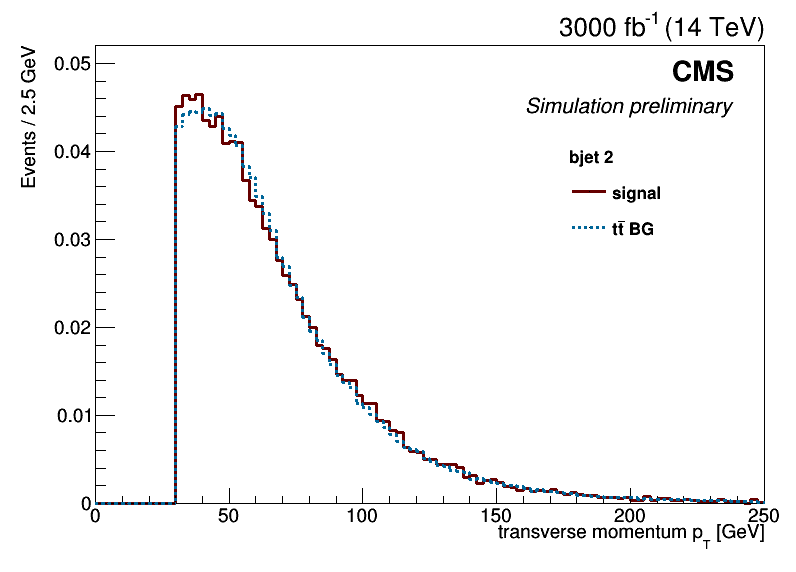 3000 fb⁻¹ (14 TeV)
CMS
Simulation preliminary
bjet 2
signal
tt̄ BG
Events / 2.5 GeV
0.05
0.04
0.03
0.02
0.01
0
0 50 100 150 200 250
transverse momentum p_T [GeV]